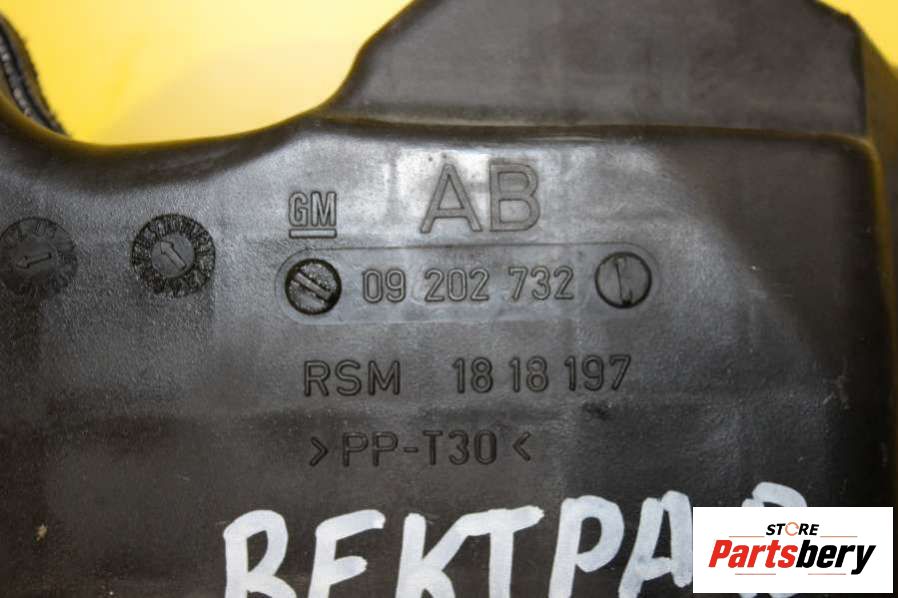 AB
GM
09 202 732
RSM 18 18 197
>PP-T30<
ВЕКТРА В
STORE
Partsbery